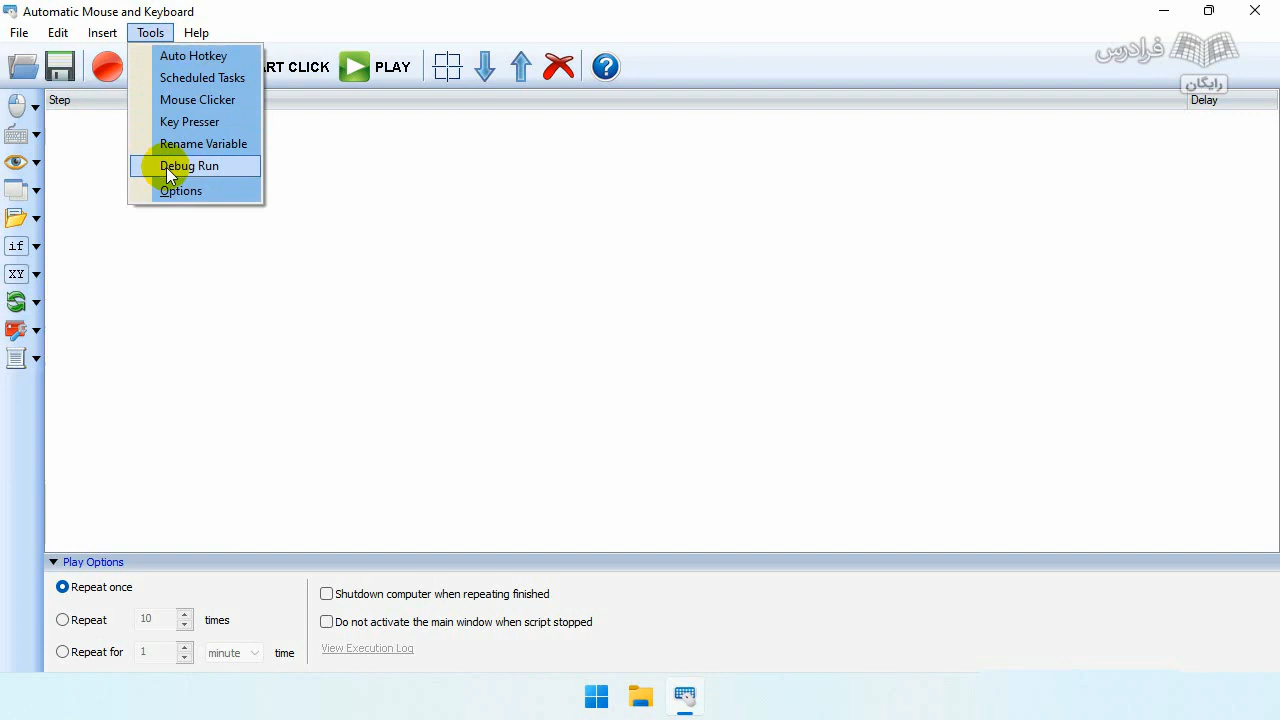 Automatic Mouse and Keyboard
File Edit Insert Tools Help
فرادرس
رایگان
Auto Hotkey
Scheduled Tasks
Mouse Clicker
Key Presser
Rename Variable
Debug Run
Options
RT CLICK PLAY
Step Delay
if
XY
Play Options
Repeat once
Repeat 10 times
Repeat for 1 minute time
Shutdown computer when repeating finished
Do not activate the main window when script stopped
View Execution Log